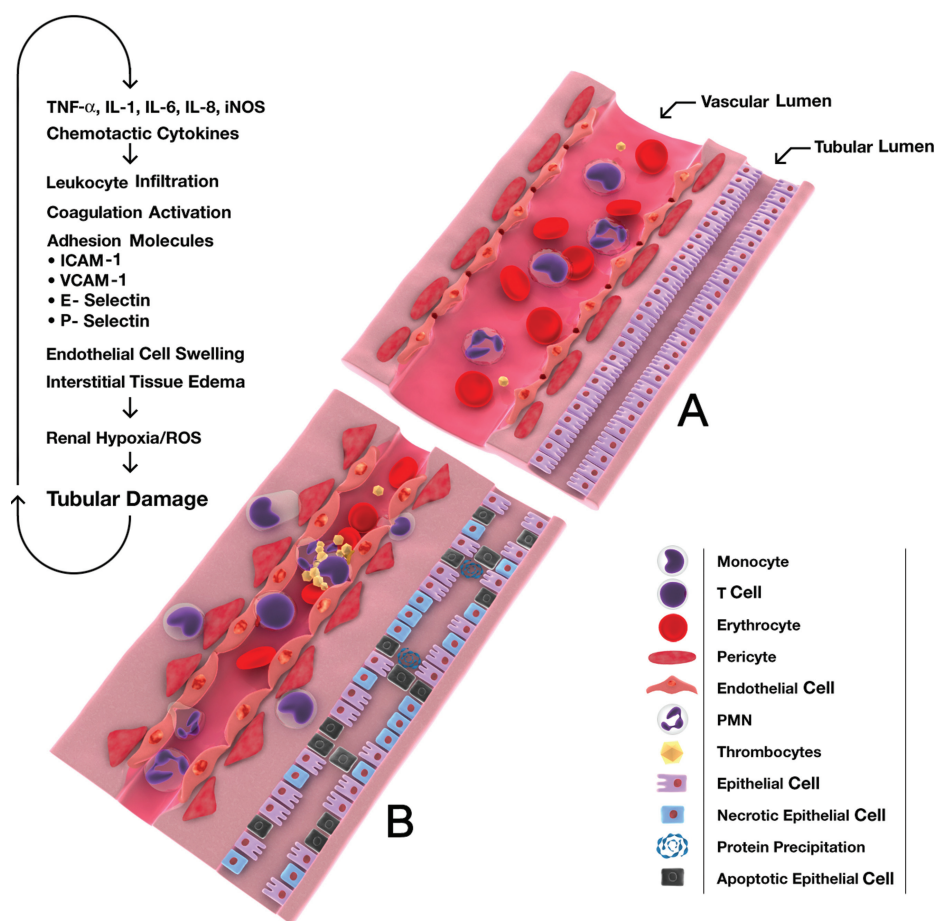 TNF-α, IL-1, IL-6, IL-8, iNOS
Chemotactic Cytokines
Leukocyte Infiltration
Coagulation Activation
Adhesion Molecules
• ICAM-1
• VCAM-1
• E- Selectin
• P- Selectin
Endothelial Cell Swelling
Interstitial Tissue Edema
Renal Hypoxia/ROS
Tubular Damage
Vascular Lumen
Tubular Lumen
A
B
Monocyte
T Cell
Erythrocyte
Pericyte
Endothelial Cell
PMN
Thrombocytes
Epithelial Cell
Necrotic Epithelial Cell
Protein Precipitation
Apoptotic Epithelial Cell